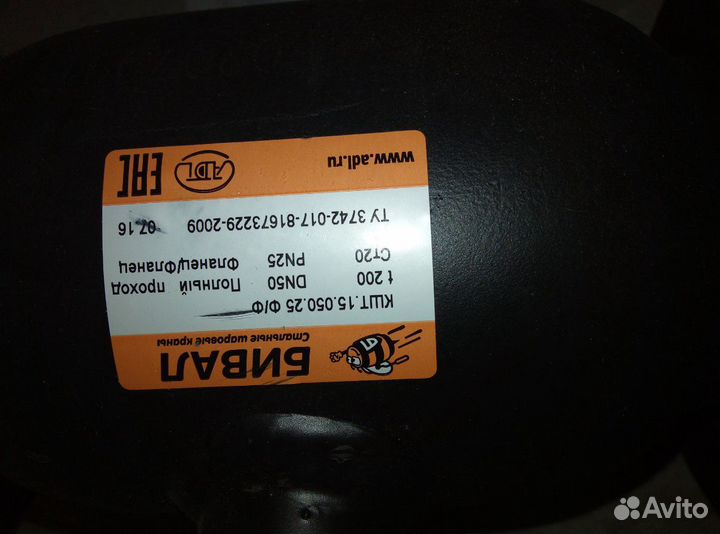 БИВАЛ
Стальные шаровые краны
КШТ.15.050.25 Ф/Ф
t 200 DN50 Полный проход
Ст20 PN25 Фланец/Фланец
ТУ 3742-017-81673229-2009 07.16
www.adl.ru ADL EAC
Avito